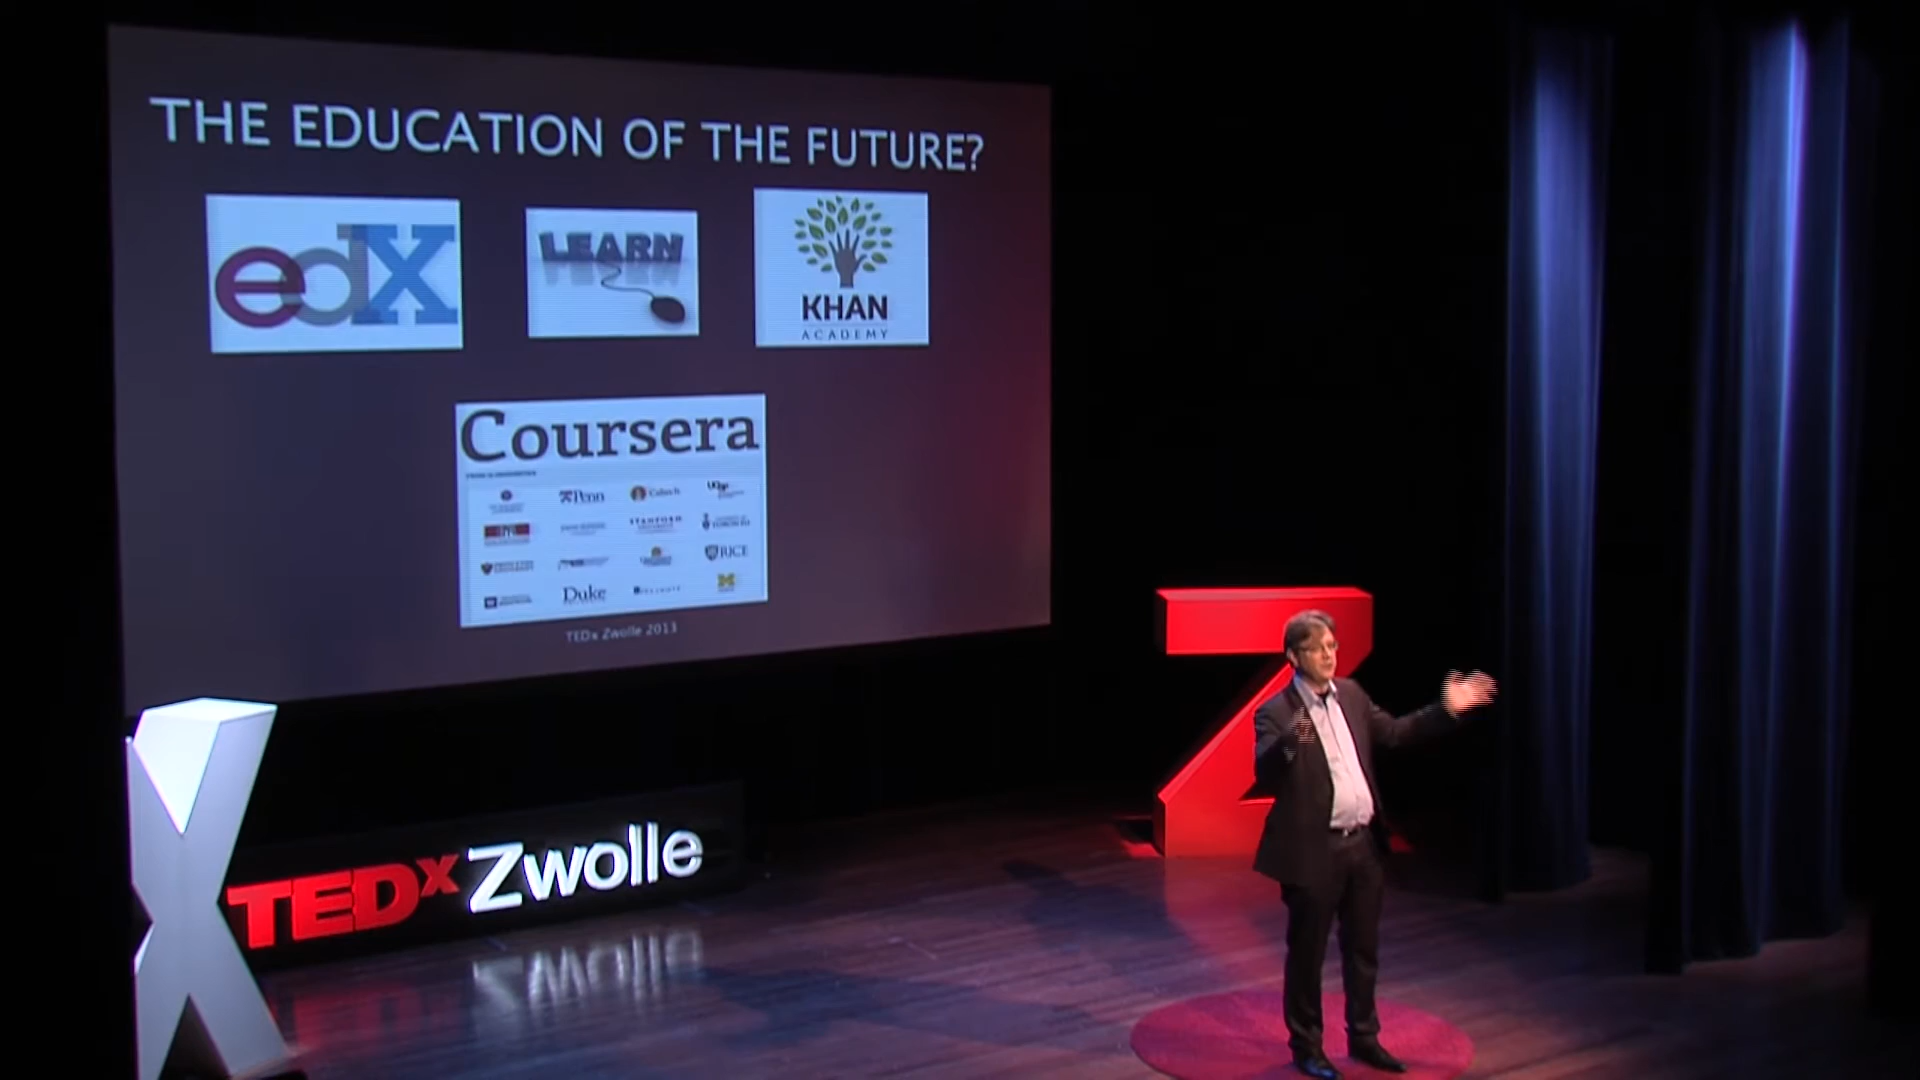 THE EDUCATION OF THE FUTURE?
edX
LEARN
KHAN
ACADEMY
Coursera
Penn
Caltech
STANFORD
RICE
Duke
M
TEDx Zwolle 2013
Z
X
TEDx Zwolle